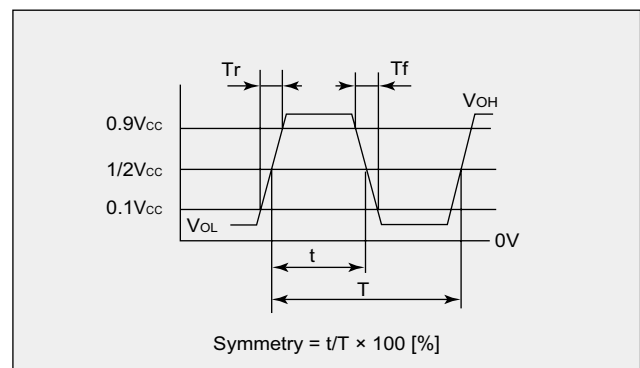 Tr
Tf
VOH
0.9Vcc
1/2Vcc
0.1Vcc
VOL
0V
t
T
Symmetry = t/T × 100 [%]